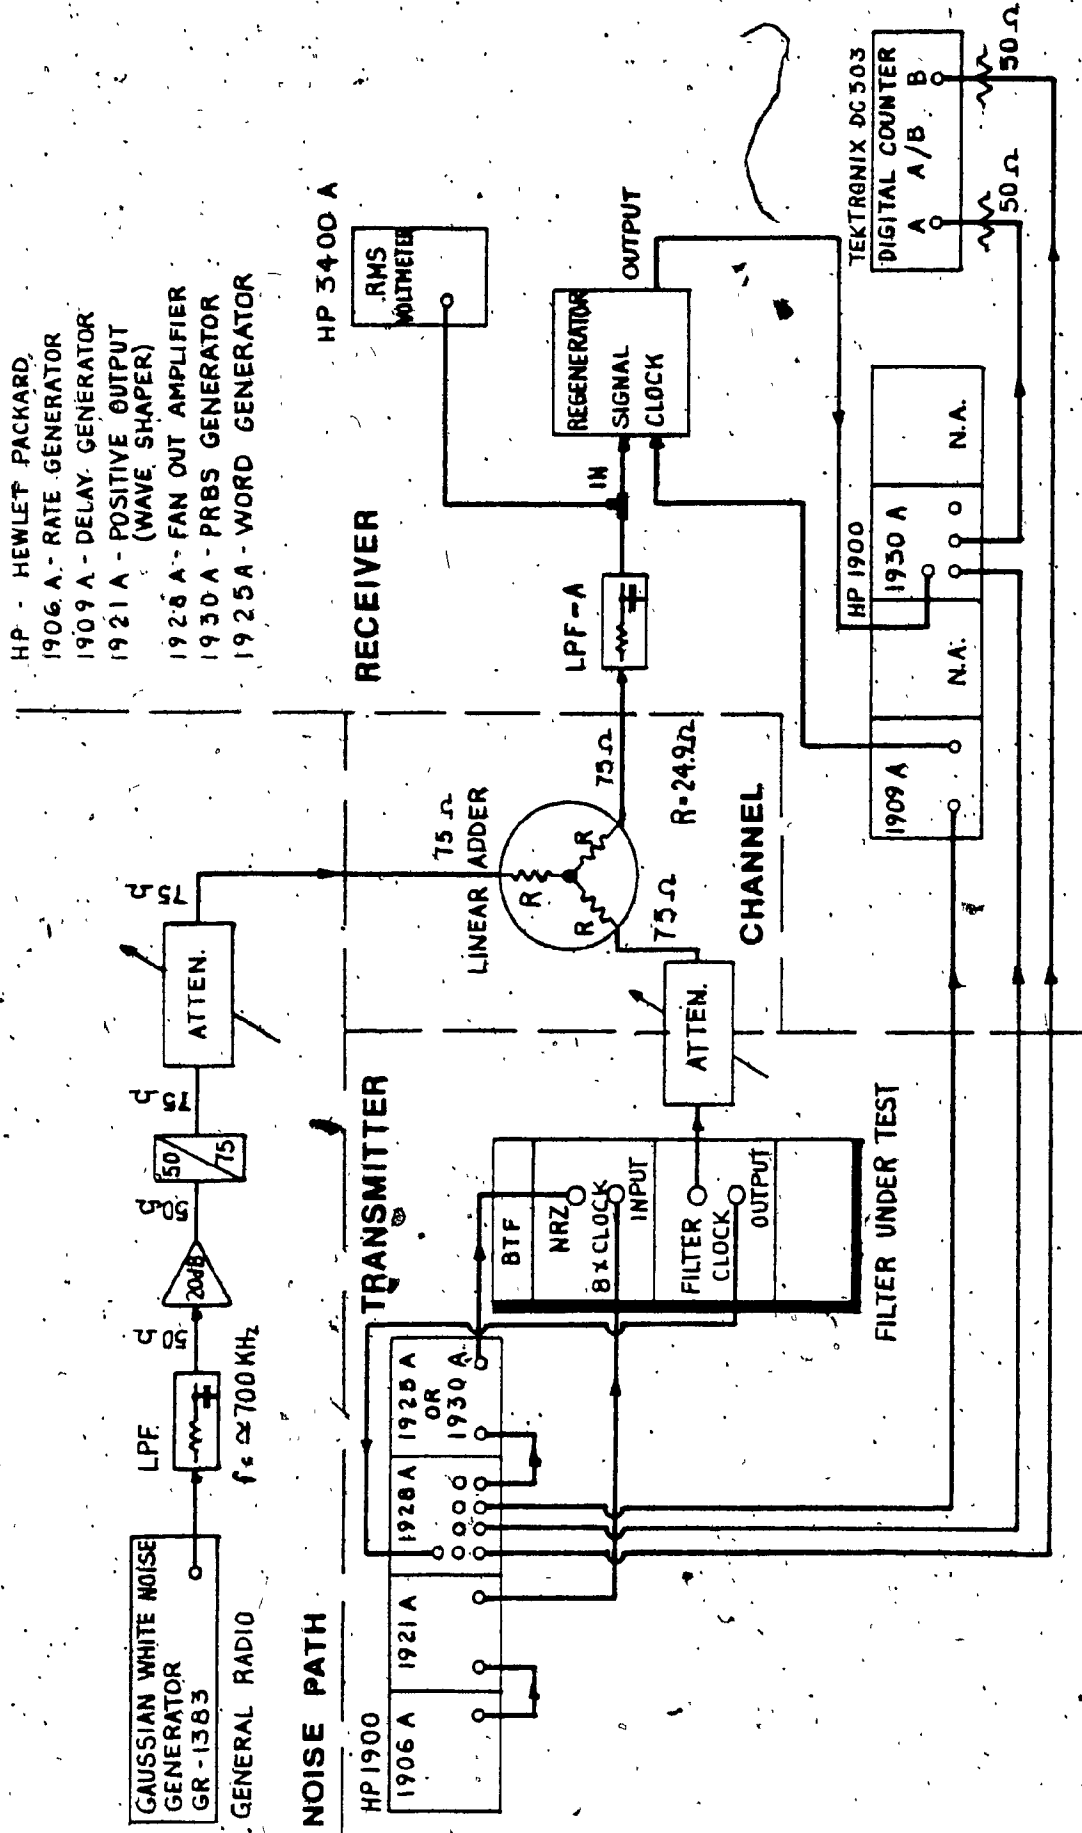 HP - HEWLET PACKARD
1906 A - RATE GENERATOR
1909 A - DELAY GENERATOR
1921 A - POSITIVE OUTPUT
(WAVE SHAPER)
1928 A - FAN OUT AMPLIFIER
1930 A - PRBS GENERATOR
1925 A - WORD GENERATOR
GAUSSIAN WHITE NOISE
GENERATOR
GR-1383
GENERAL RADIO
LPF
fc ≃ 700 KHz
50 Ω
20dB
50 Ω
50/75
75 Ω
ATTEN.
75 Ω
NOISE PATH
TRANSMITTER
HP1900
1906 A
1921 A
1928 A
1925 A
OR
1930 A
BTF
NRZ
8xCLOCK
INPUT
FILTER
CLOCK
OUTPUT
FILTER UNDER TEST
ATTEN.
75 Ω
LINEAR ADDER
75 Ω
R
R
R
75 Ω
R=24.9Ω
CHANNEL
RECEIVER
LPF-A
IN
HP 3400 A
RMS
VOLTMETER
REGENERATOR
SIGNAL
CLOCK
OUTPUT
HP 1900
1909 A
N.A.
1930 A
N.A.
TEKTRONIX DC503
DIGITAL COUNTER
A A/B B
50 Ω
50 Ω